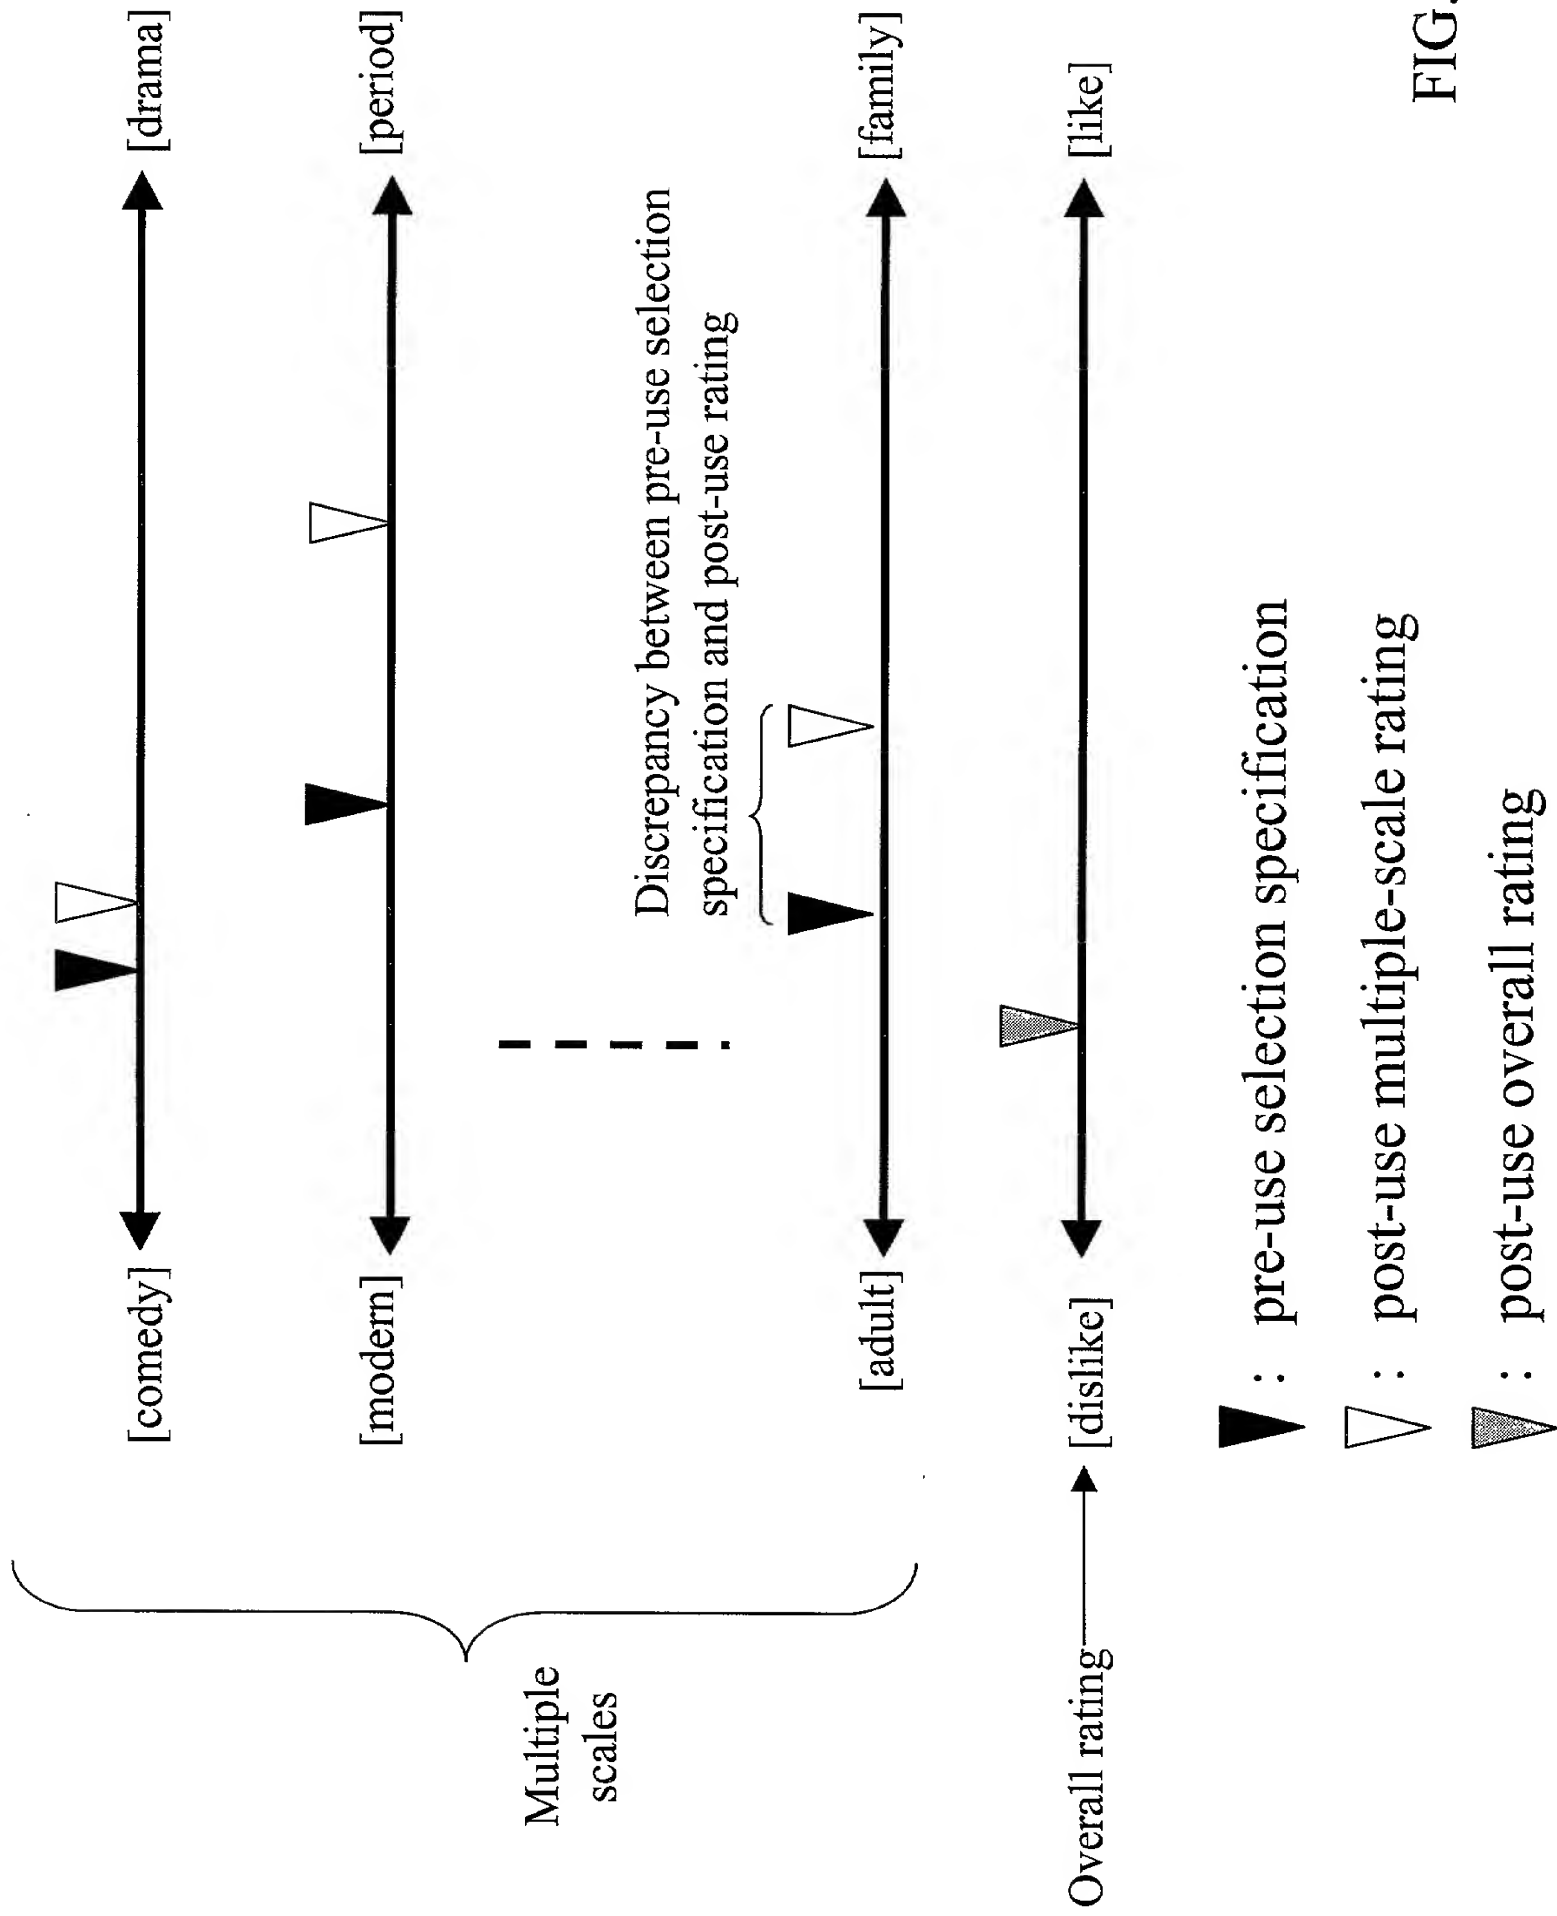 [comedy] [drama]
[modern] [period]
Multiple
scales
Discrepancy between pre-use selection
specification and post-use rating
[adult] [family]
Overall rating [dislike] [like]
: pre-use selection specification
: post-use multiple-scale rating
: post-use overall rating
FIG.